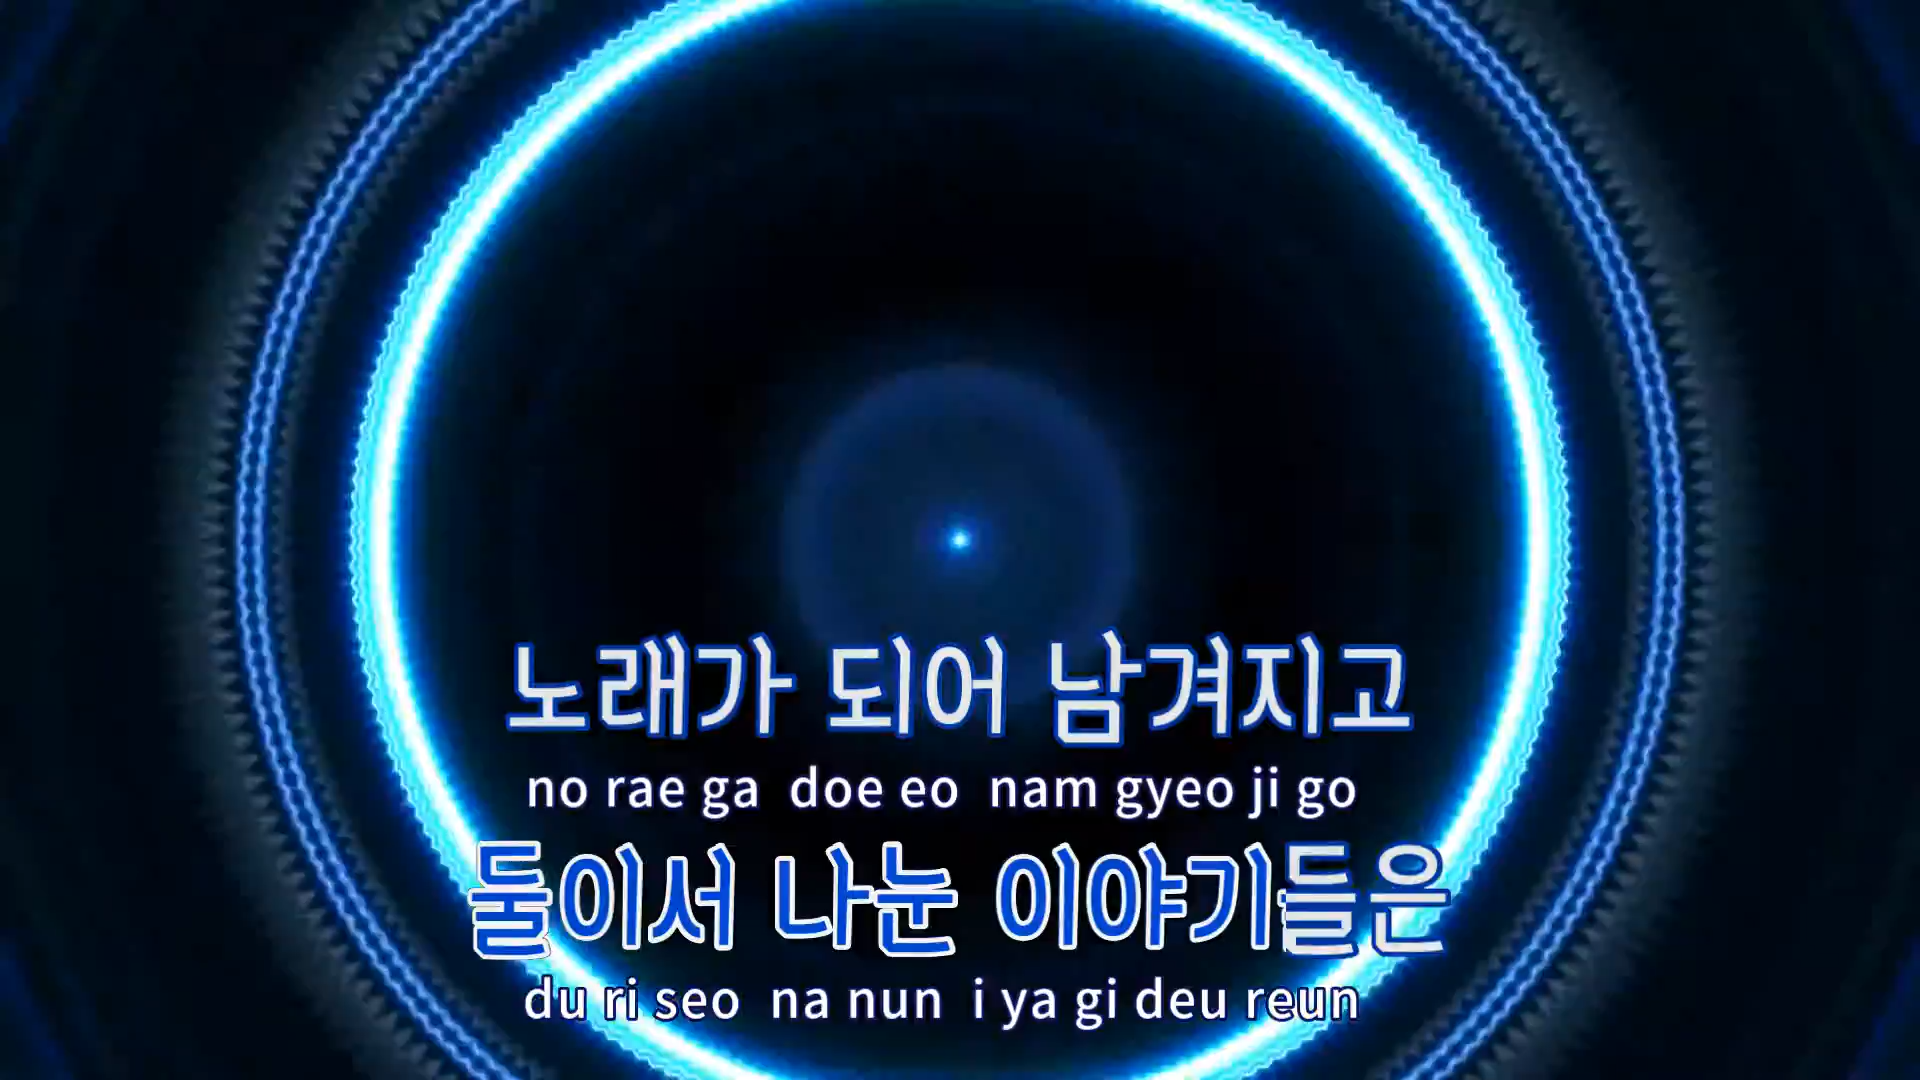 노래가 되어 남겨지고
no rae ga doe eo nam gyeo ji go
둘이서 나눈 이야기들은
du ri seo na nun i ya gi deu reun